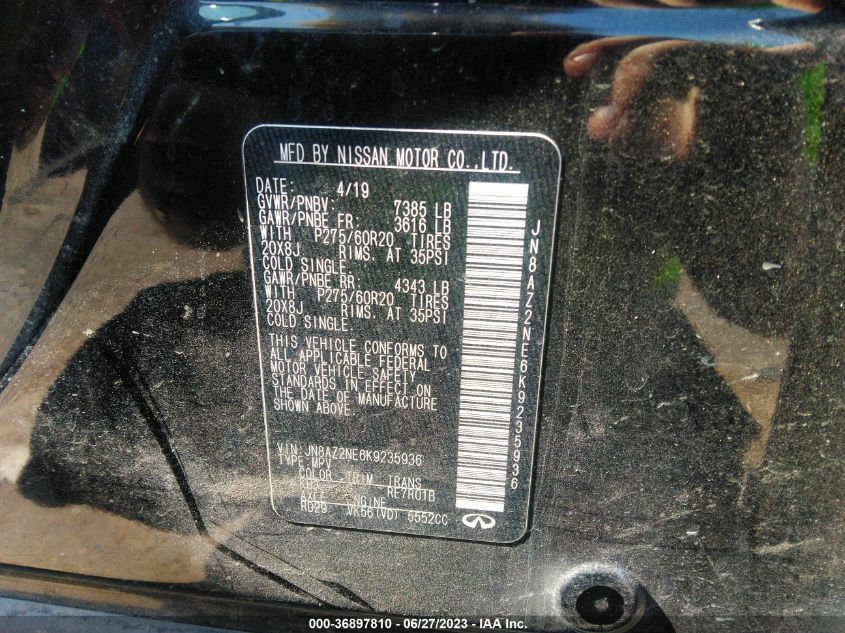 MFD BY NISSAN MOTOR CO.,LTD.
DATE: 4/19
GVWR/PNBV: 7385 LB
GAWR/PNBE FR: 3616 LB
WITH P275/60R20 TIRES
20X8J RIMS. AT 35PSI
COLD SINGLE.
GAWR/PNBE RR. 4343 LB
WITH P275/60R20 TIRES
20X8J RIMS. AT 35PSI
COLD SINGLE.
THIS VEHICLE CONFORMS TO
ALL APPLICABLE FEDERAL
MOTOR VEHICLE SAFETY
STANDARDS IN EFFECT ON
THE DATE OF MANUFACTURE
SHOWN ABOVE.
VIN:JN8AZ2NE6K9235936
TYPE:MPV
COLOR TRIM TRANS
RE7R01B
AXLE ENGINE
RD29 VK56(VD) 5552CC
JN8AZ2NE6K9235936
000-36897810 - 06/27/2023 - IAA Inc.